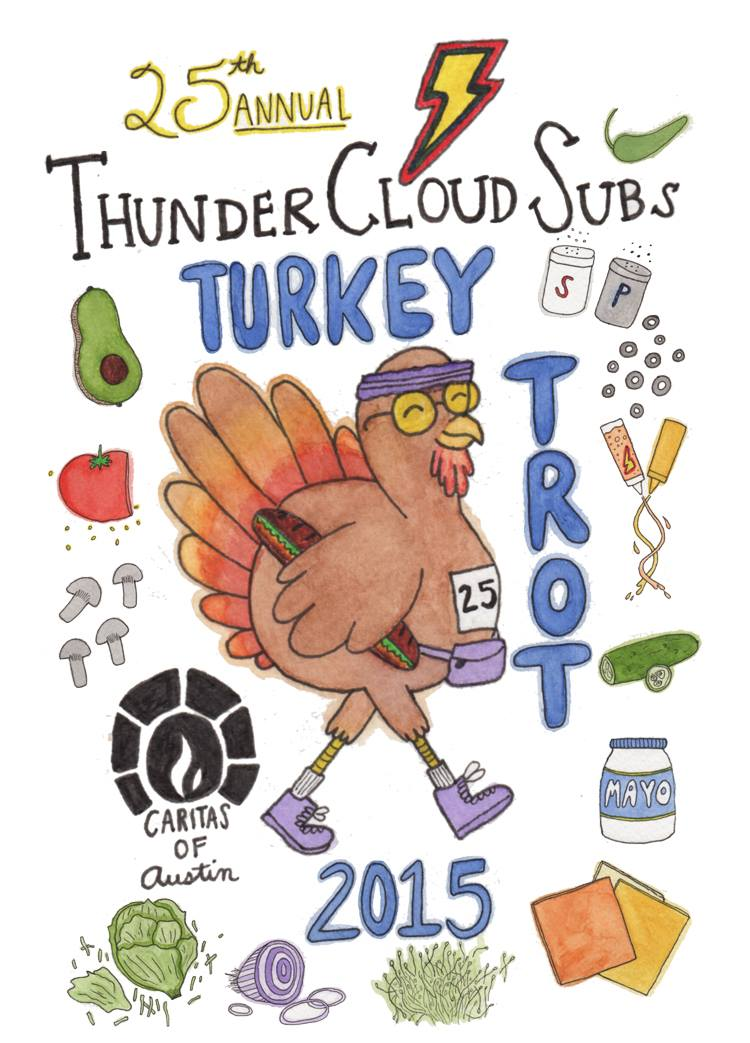 25th ANNUAL
THUNDERCLOUD SUBS
TURKEY
TROT
S P
25
MAYO
CARITAS
OF
Austin
2015